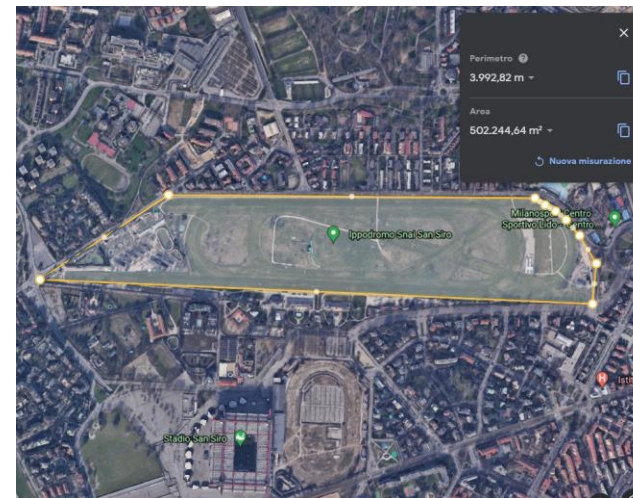 Perimetro
3.992,82 m
Area
502.244,64 m²
Nuova misurazione
Milanosport Centro
Sportivo Lido - Centro
Ippodromo Snai San Siro
H
Stadio San Siro